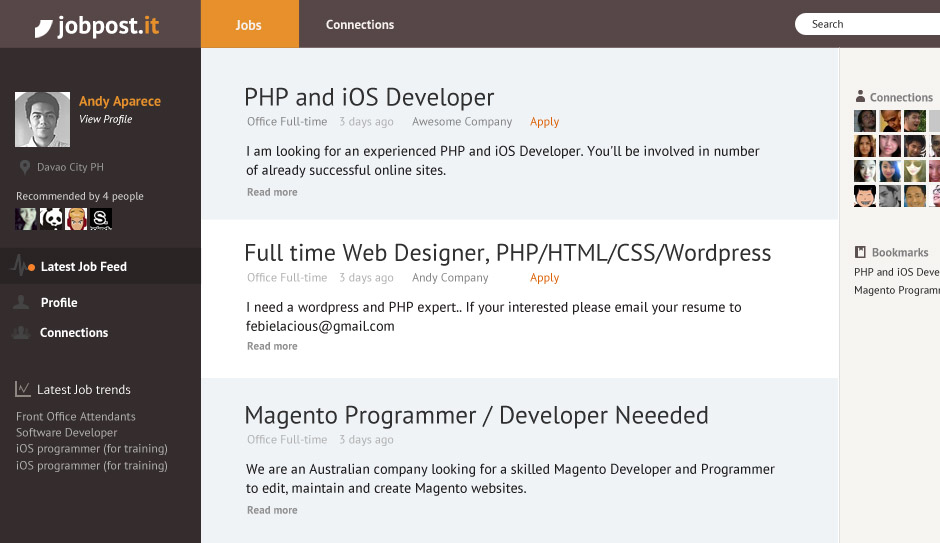 jobpost.it
Jobs
Connections
Search
Andy Aparece
View Profile
Davao City PH
Recommended by 4 people
S.
Latest Job Feed
Profile
Connections
Latest Job trends
Front Office Attendants
Software Developer
iOS programmer (for training)
iOS programmer (for training)
PHP and iOS Developer
Office Full-time 3 days ago Awesome Company Apply
I am looking for an experienced PHP and iOS Developer. You'll be involved in number
of already successful online sites.
Read more
Full time Web Designer, PHP/HTML/CSS/Wordpress
Office Full-time 3 days ago Andy Company Apply
I need a wordpress and PHP expert.. If your interested please email your resume to
febielacious@gmail.com
Read more
Magento Programmer / Developer Neeeded
Office Full-time 3 days ago
We are an Australian company looking for a skilled Magento Developer and Programmer
to edit, maintain and create Magento websites.
Read more
Connections
Bookmarks
PHP and iOS Deve
Magento Program